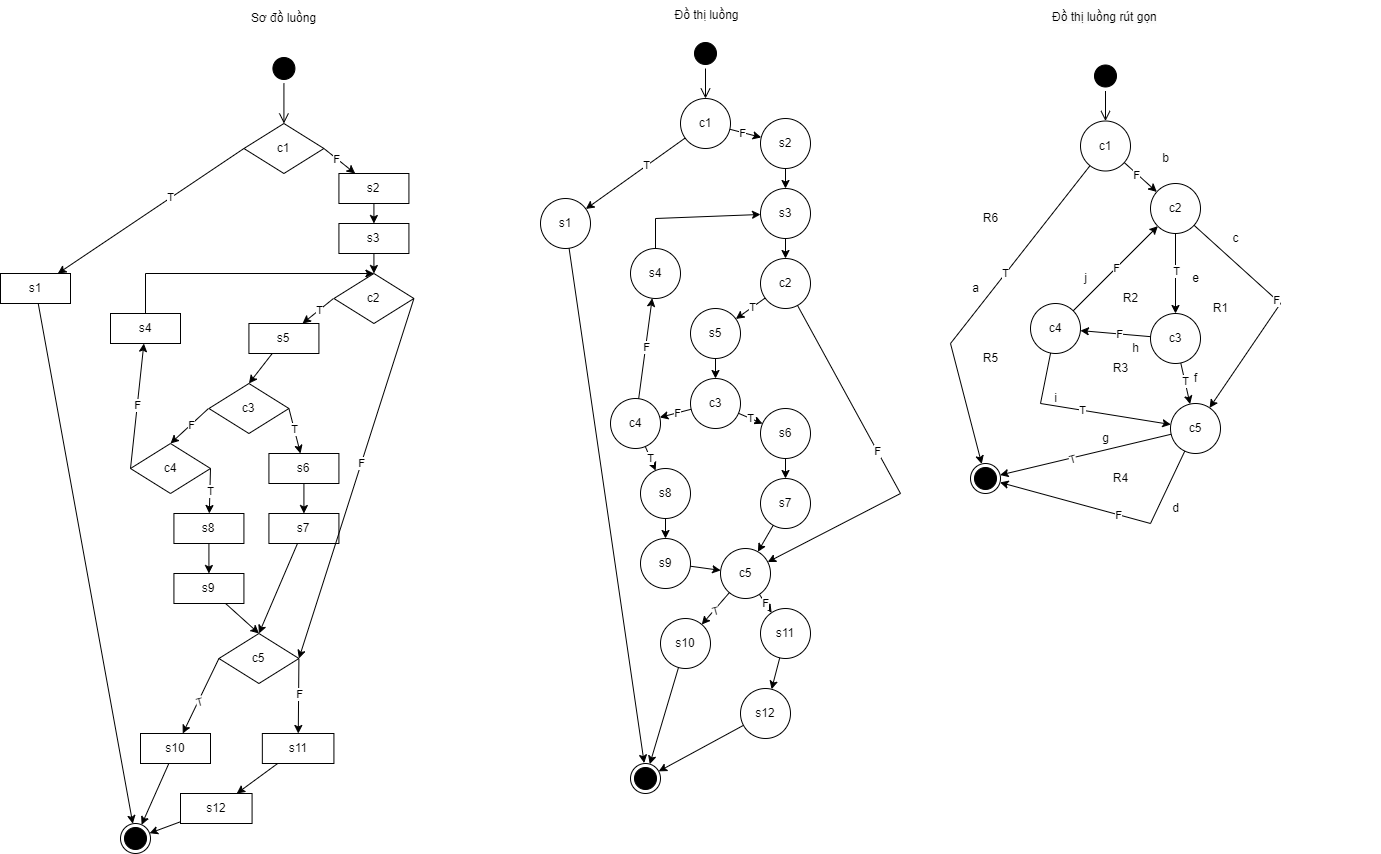 Sơ đồ luồng
c1
F
T
s2
s3
s1
c2
T
s4
s5
F
c3
F
T
c4
s6
F
T
s8
s7
s9
c5
T
F
s10
s11
s12
Đồ thị luồng
c1
F
s2
T
s1
s3
s4
c2
T
s5
F
c3
c4
F
T
s6
T
F
s8
s7
s9
c5
T
F
s10
s11
s12
Đồ thị luồng rút gọn
c1
b
F
c2
R6
c
T
F
T
j
e
a
R2
F
R1
c4
F
c3
h
R5
R3
T
f
i
T
c5
g
T
R4
F
d